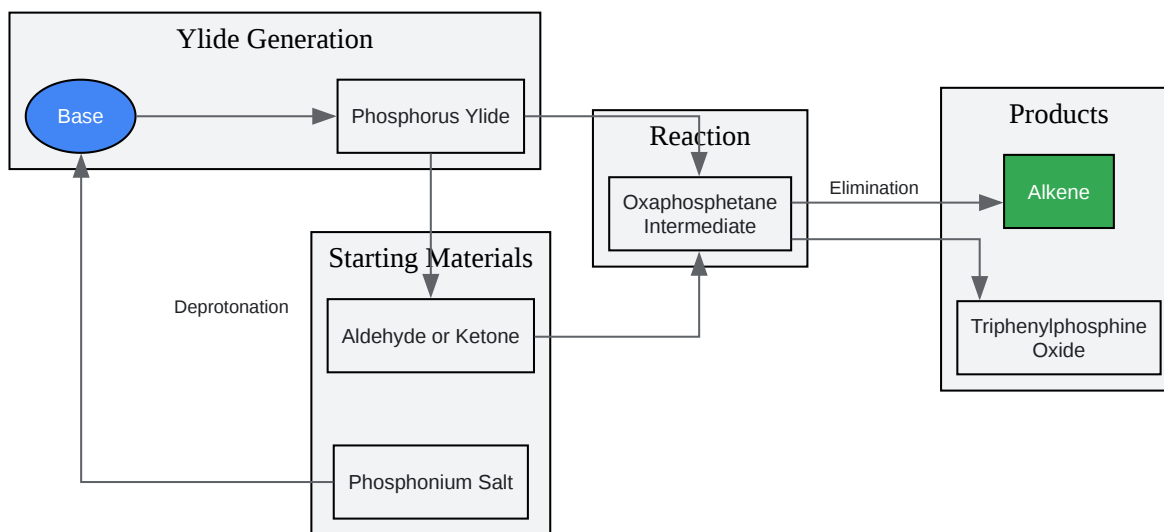 Ylide Generation
Base
Phosphorus Ylide
Reaction
Oxaphosphetane
Intermediate
Elimination
Products
Alkene
Triphenylphosphine
Oxide
Starting Materials
Deprotonation
Aldehyde or Ketone
Phosphonium Salt